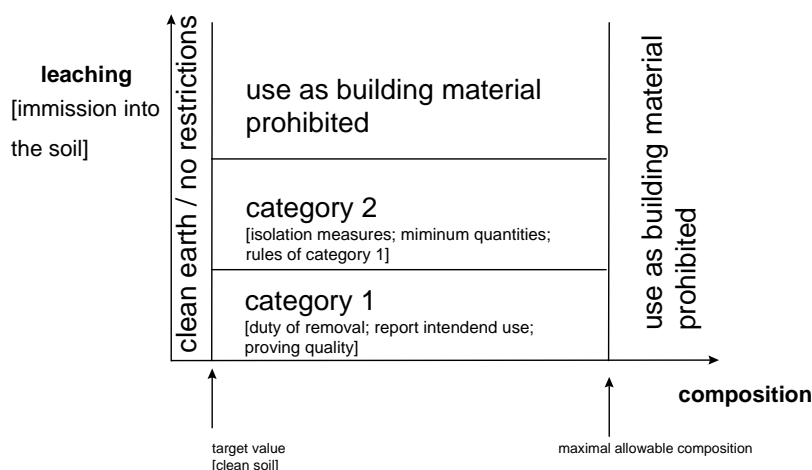 leaching
[immission into
the soil]
clean earth / no restrictions
use as building material
prohibited
category 2
[isolation measures; miminum quantities;
rules of category 1]
category 1
[duty of removal; report intendend use;
proving quality]
use as building material
prohibited
composition
target value
[clean soil]
maximal allowable composition